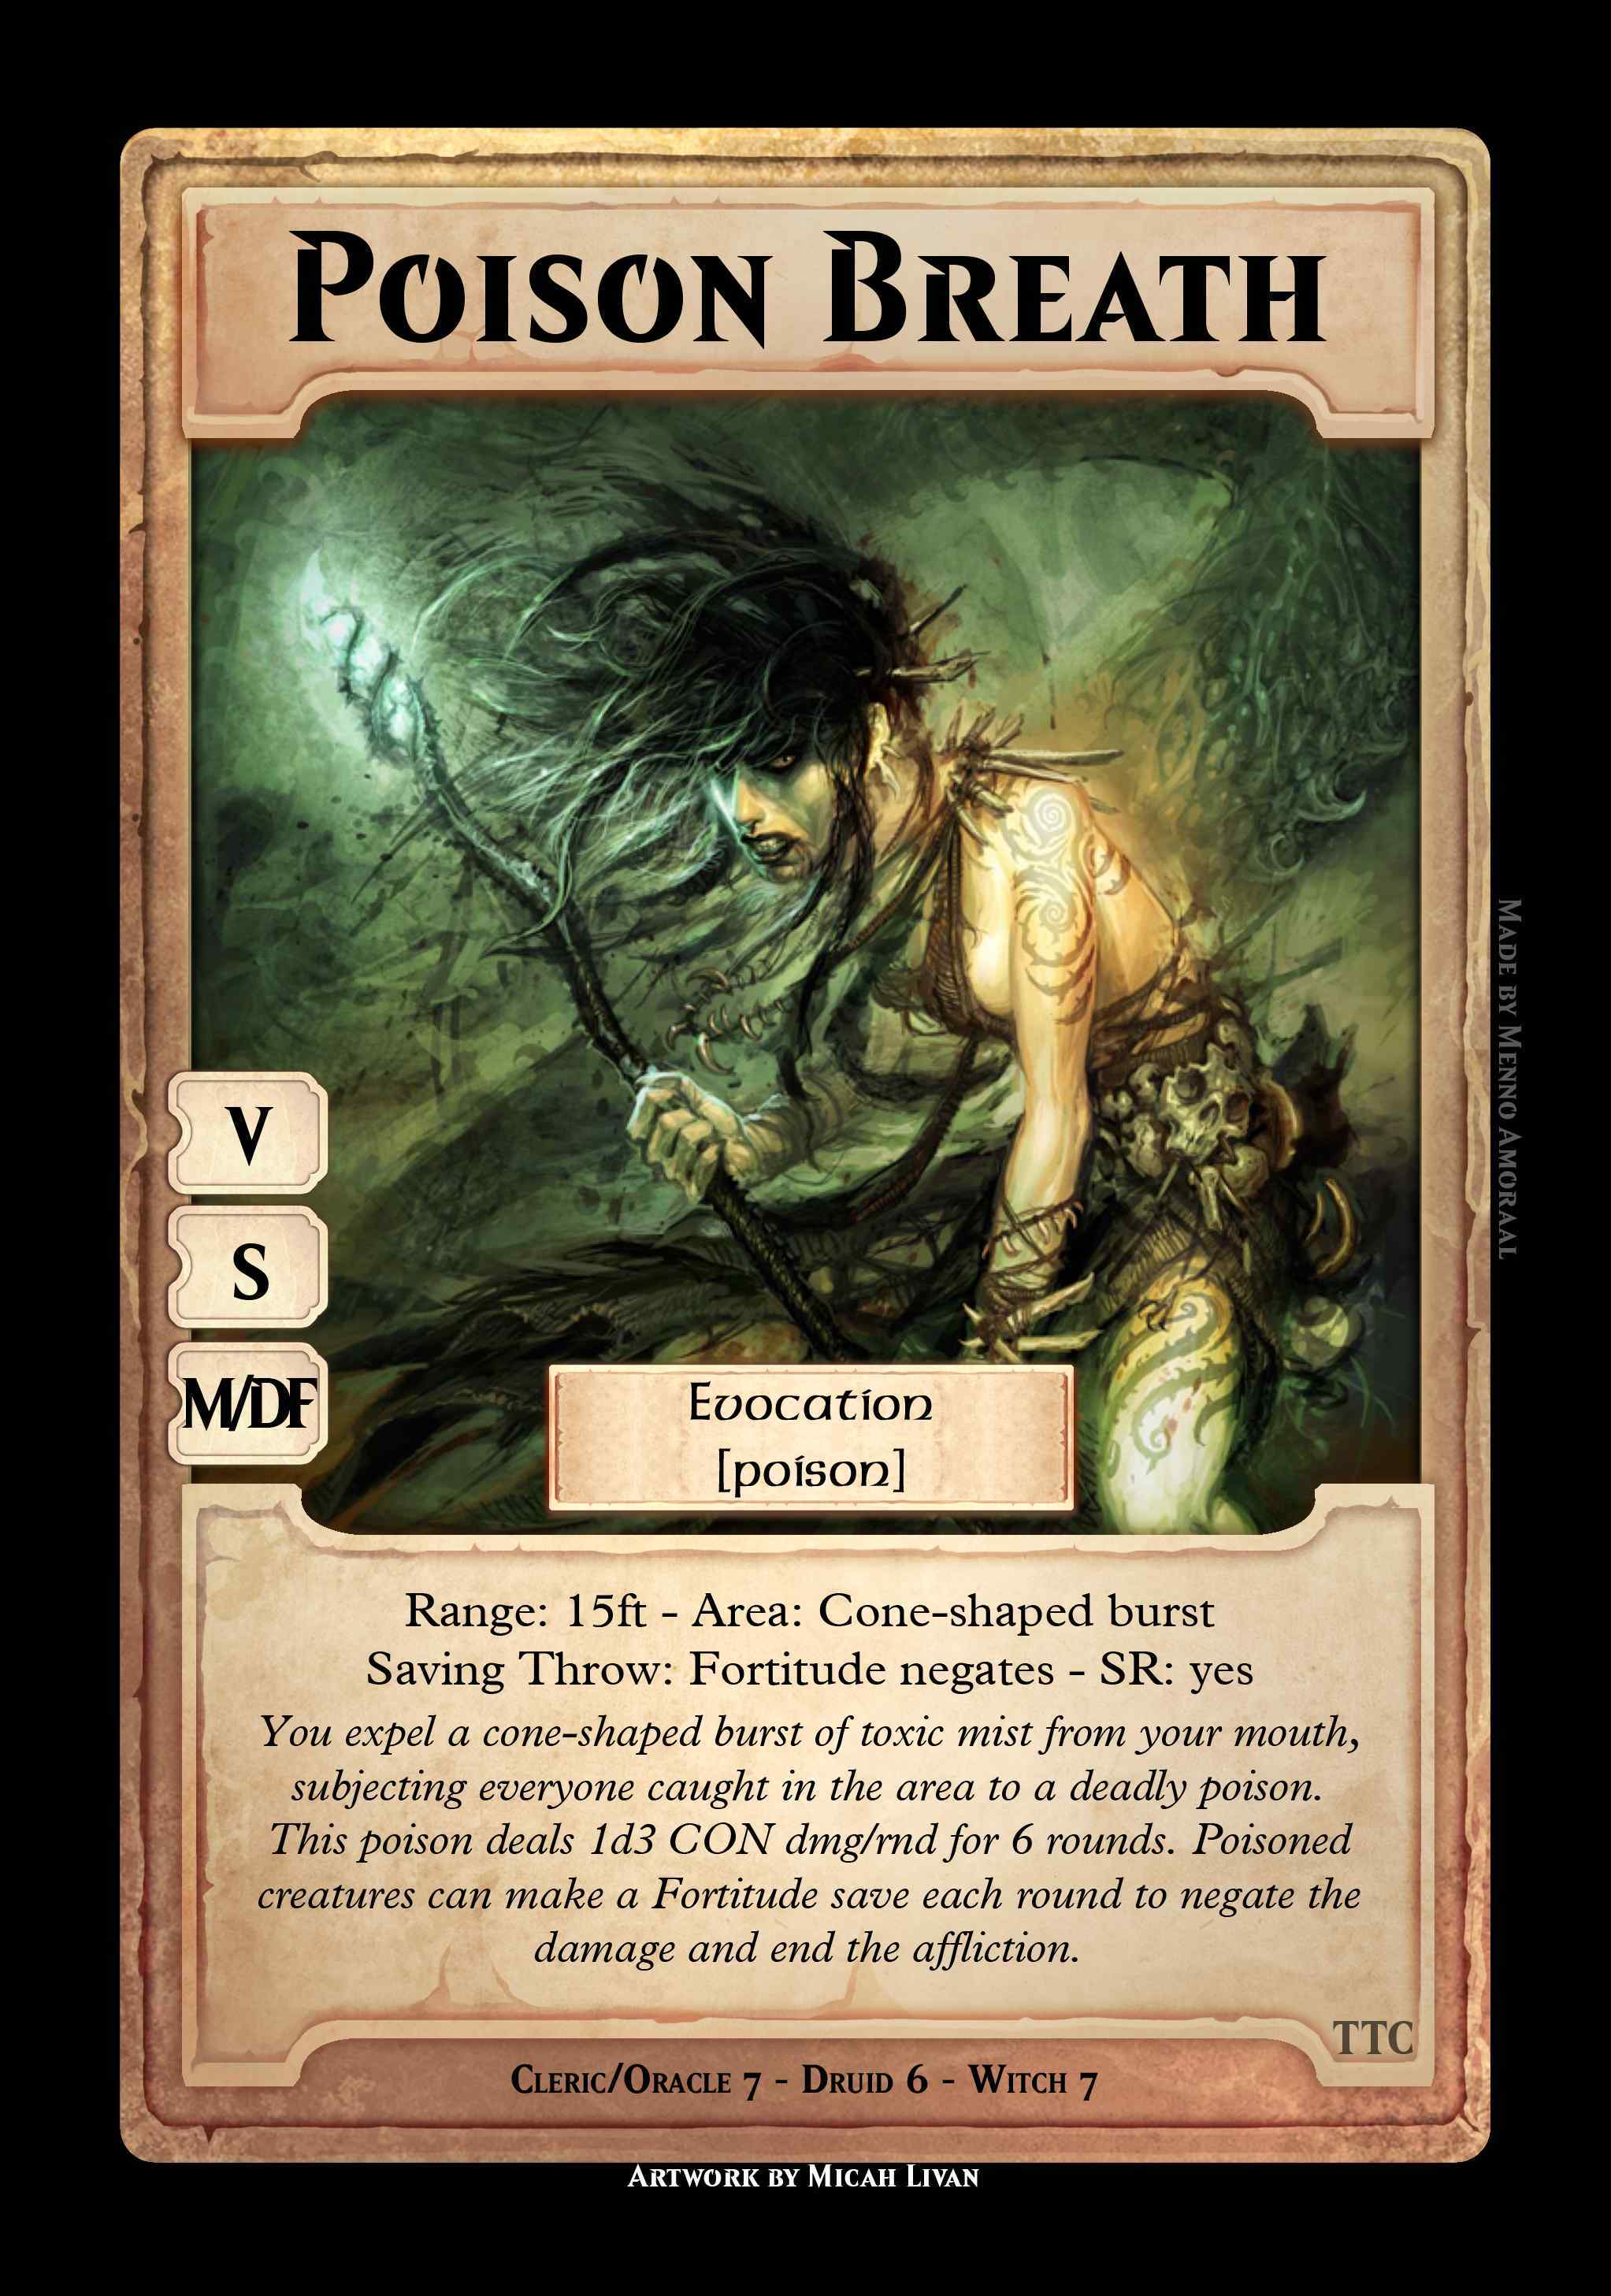 Poison Breath
V
S
M/DF
Evocation
[poison]
Range: 15ft - Area: Cone-shaped burst
Saving Throw: Fortitude negates - SR: yes
You expel a cone-shaped burst of toxic mist from your mouth,
subjecting everyone caught in the area to a deadly poison.
This poison deals 1d3 CON dmg/rnd for 6 rounds. Poisoned
creatures can make a Fortitude save each round to negate the
damage and end the affliction.
TTC
Cleric/Oracle 7 - Druid 6 - Witch 7
Artwork by Micah Livan
Made by Menno Amoraal